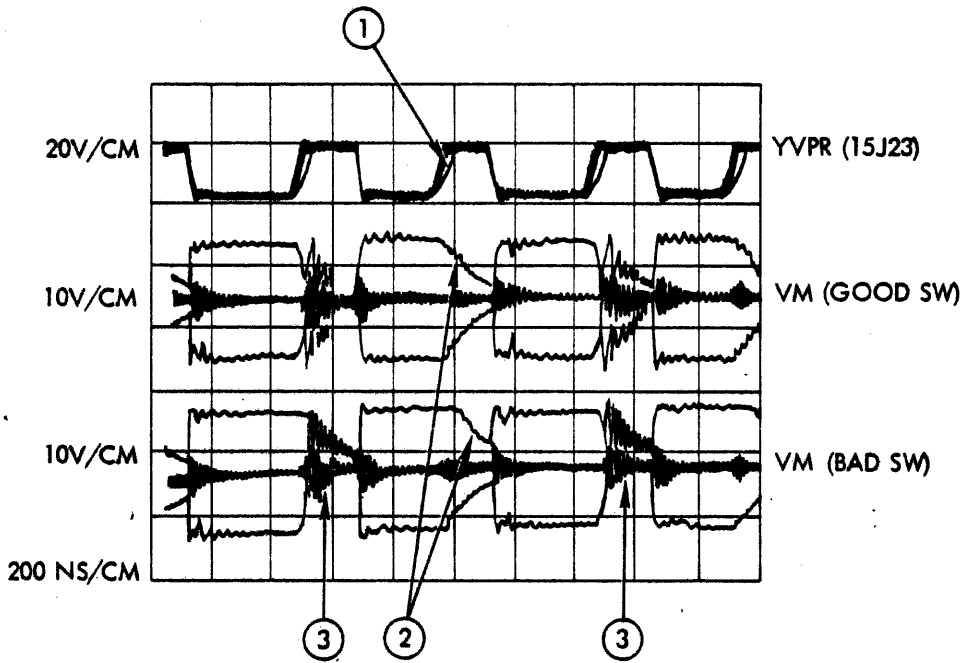 1
20V/CM
YVPR (15J23)
10V/CM
VM (GOOD SW)
10V/CM
VM (BAD SW)
200 NS/CM
3
2
3